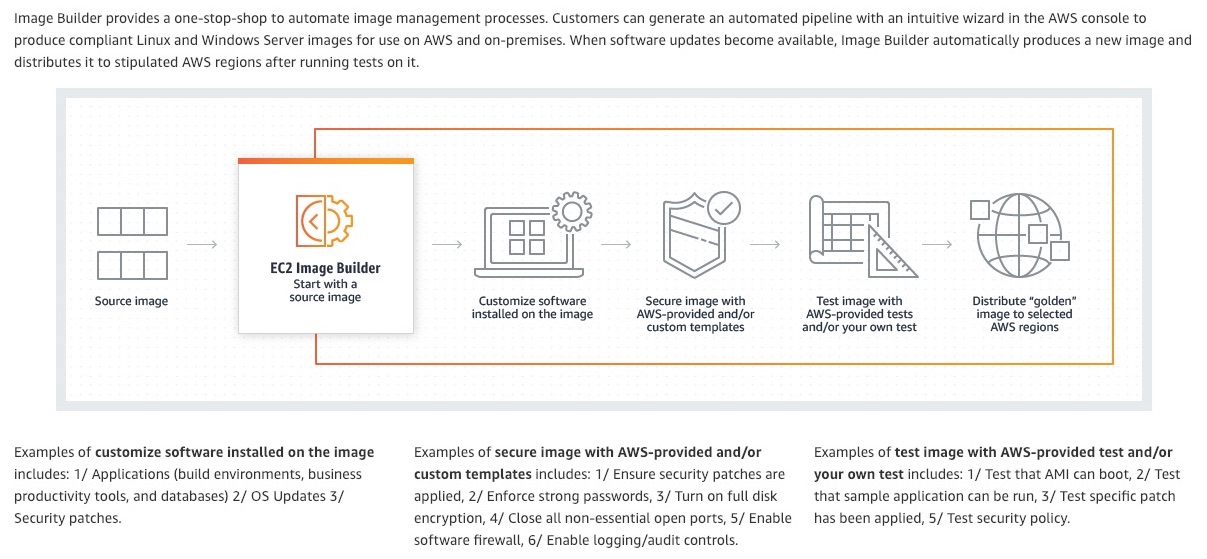 Image Builder provides a one-stop-shop to automate image management processes. Customers can generate an automated pipeline with an intuitive wizard in the AWS console to
produce compliant Linux and Windows Server images for use on AWS and on-premises. When software updates become available, Image Builder automatically produces a new image and
distributes it to stipulated AWS regions after running tests on it.
Source image
EC2 Image Builder
Start with a
source image
Customize software
installed on the image
Secure image with
AWS-provided and/or
custom templates
Test image with
AWS-provided tests
and/or your own test
Distribute “golden”
image to selected
AWS regions
Examples of customize software installed on the image
includes: 1/ Applications (build environments, business
productivity tools, and databases) 2/ OS Updates 3/
Security patches.
Examples of secure image with AWS-provided and/or
custom templates includes: 1/ Ensure security patches are
applied, 2/ Enforce strong passwords, 3/ Turn on full disk
encryption, 4/ Close all non-essential open ports, 5/ Enable
software firewall, 6/ Enable logging/audit controls.
Examples of test image with AWS-provided test and/or
your own test includes: 1/ Test that AMI can boot, 2/ Test
that sample application can be run, 3/ Test specific patch
has been applied, 5/ Test security policy.